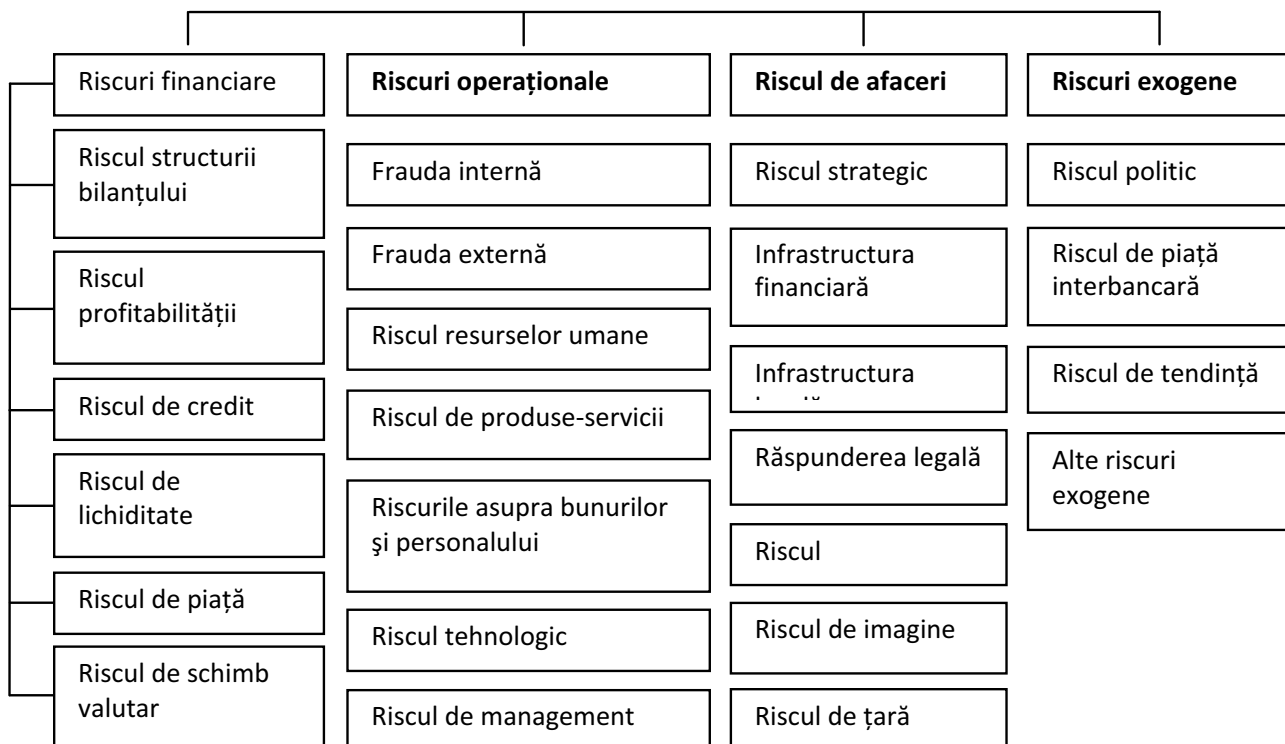 Riscuri financiare
Riscul structurii
bilanțului
Riscul
profitabilității
Riscul de credit
Riscul de
lichiditate
Riscul de piață
Riscul de schimb
valutar
Riscuri operaționale
Frauda internă
Frauda externă
Riscul resurselor umane
Riscul de produse-servicii
Riscurile asupra bunurilor
şi personalului
Riscul tehnologic
Riscul de management
Riscul de afaceri
Riscul strategic
Infrastructura
financiară
Infrastructura
Răspunderea legală
Riscul
Riscul de imagine
Riscul de țară
Riscuri exogene
Riscul politic
Riscul de piață
interbancară
Riscul de tendință
Alte riscuri
exogene